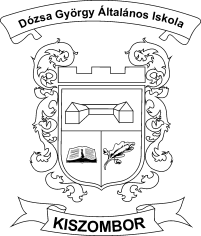 Dózsa György Általános Iskola
KISZOMBOR